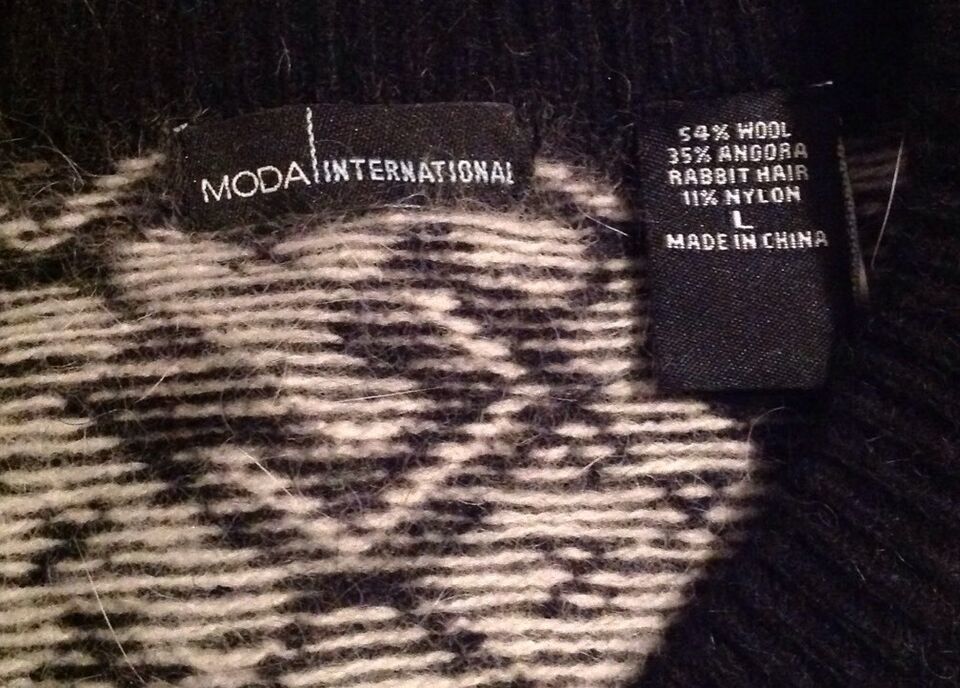 MODA INTERNATIONAL
54% WOOL
35% ANGORA
RABBIT HAIR
11% NYLON
L
MADE IN CHINA